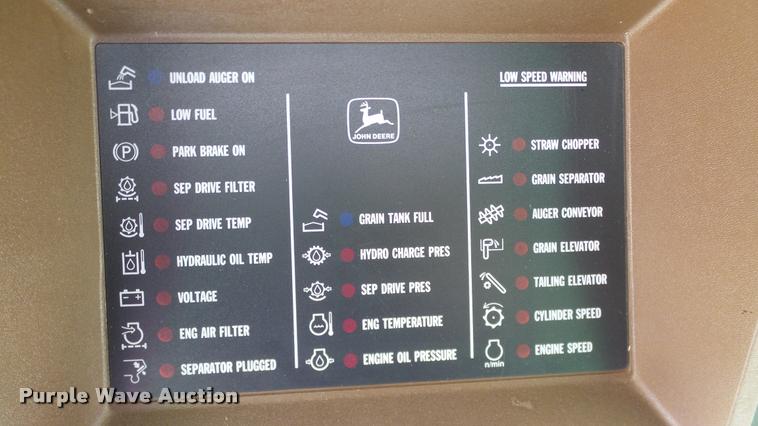 UNLOAD AUGER ON
LOW FUEL
P
PARK BRAKE ON
SEP DRIVE FILTER
SEP DRIVE TEMP
HYDRAULIC OIL TEMP
VOLTAGE
ENG AIR FILTER
SEPARATOR PLUGGED
JOHN DEERE
GRAIN TANK FULL
HYDRO CHARGE PRES
SEP DRIVE PRES
ENG TEMPERATURE
ENGINE OIL PRESSURE
LOW SPEED WARNING
STRAW CHOPPER
GRAIN SEPARATOR
AUGER CONVEYOR
GRAIN ELEVATOR
TAILING ELEVATOR
CYLINDER SPEED
ENGINE SPEED
n/min
Purple Wave Auction